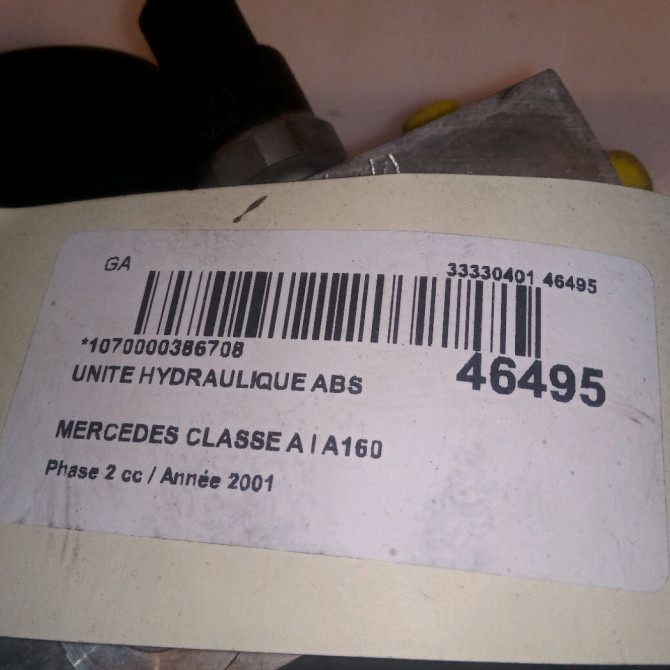 GA
33330401 46495
*1070000386708
46495
UNITE HYDRAULIQUE ABS
MERCEDES CLASSE A I A160
Phase 2 cc / Année 2001